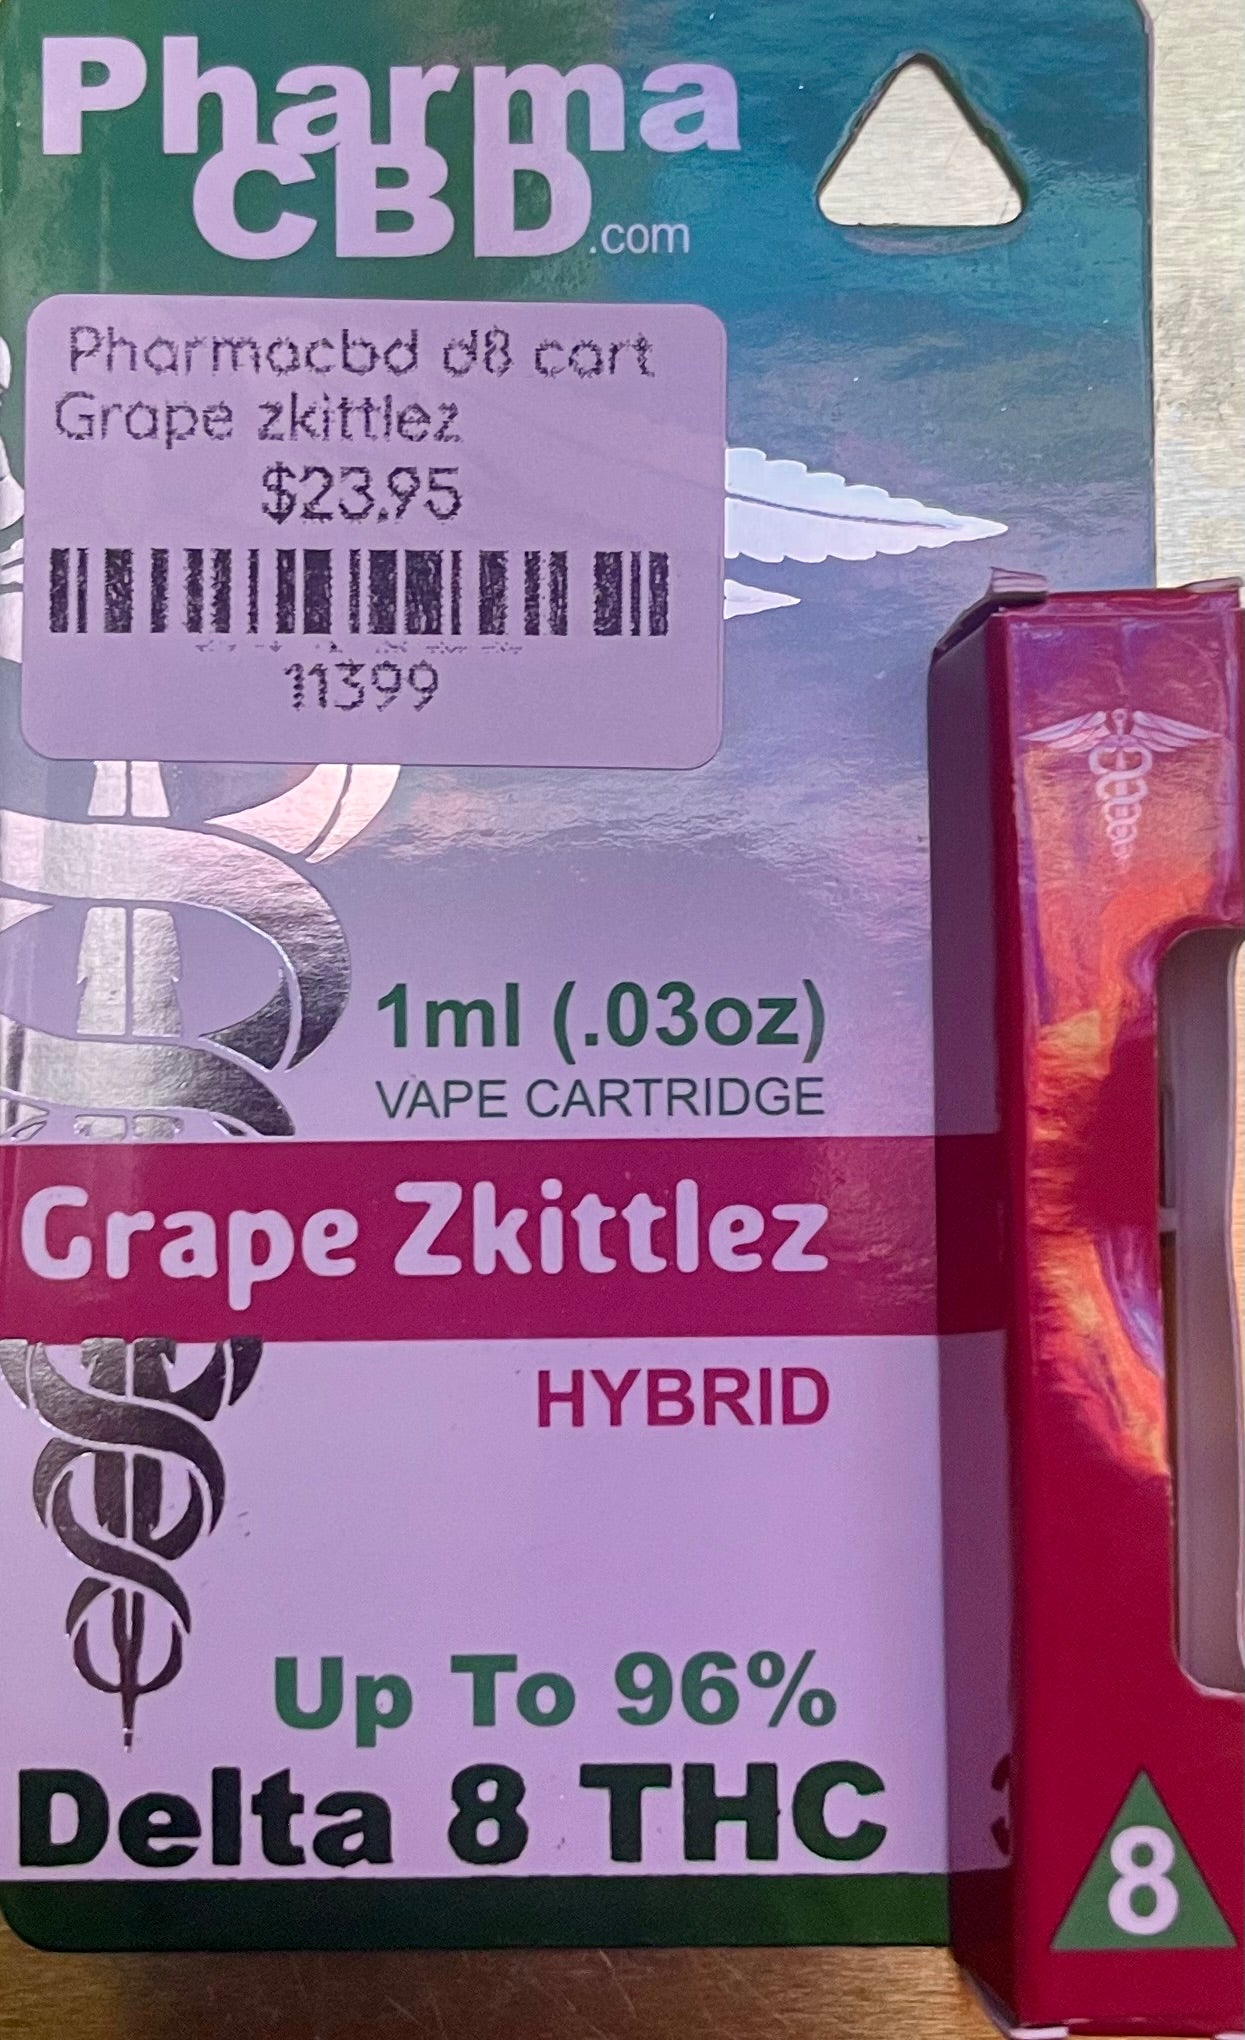 Pharma
CBD.com
Pharmacbd d8 cart
Grape zkittlez
$23.95
11399
1ml (.03oz)
VAPE CARTRIDGE
Grape Zkittlez
HYBRID
Up To 96%
Delta 8 THC
8